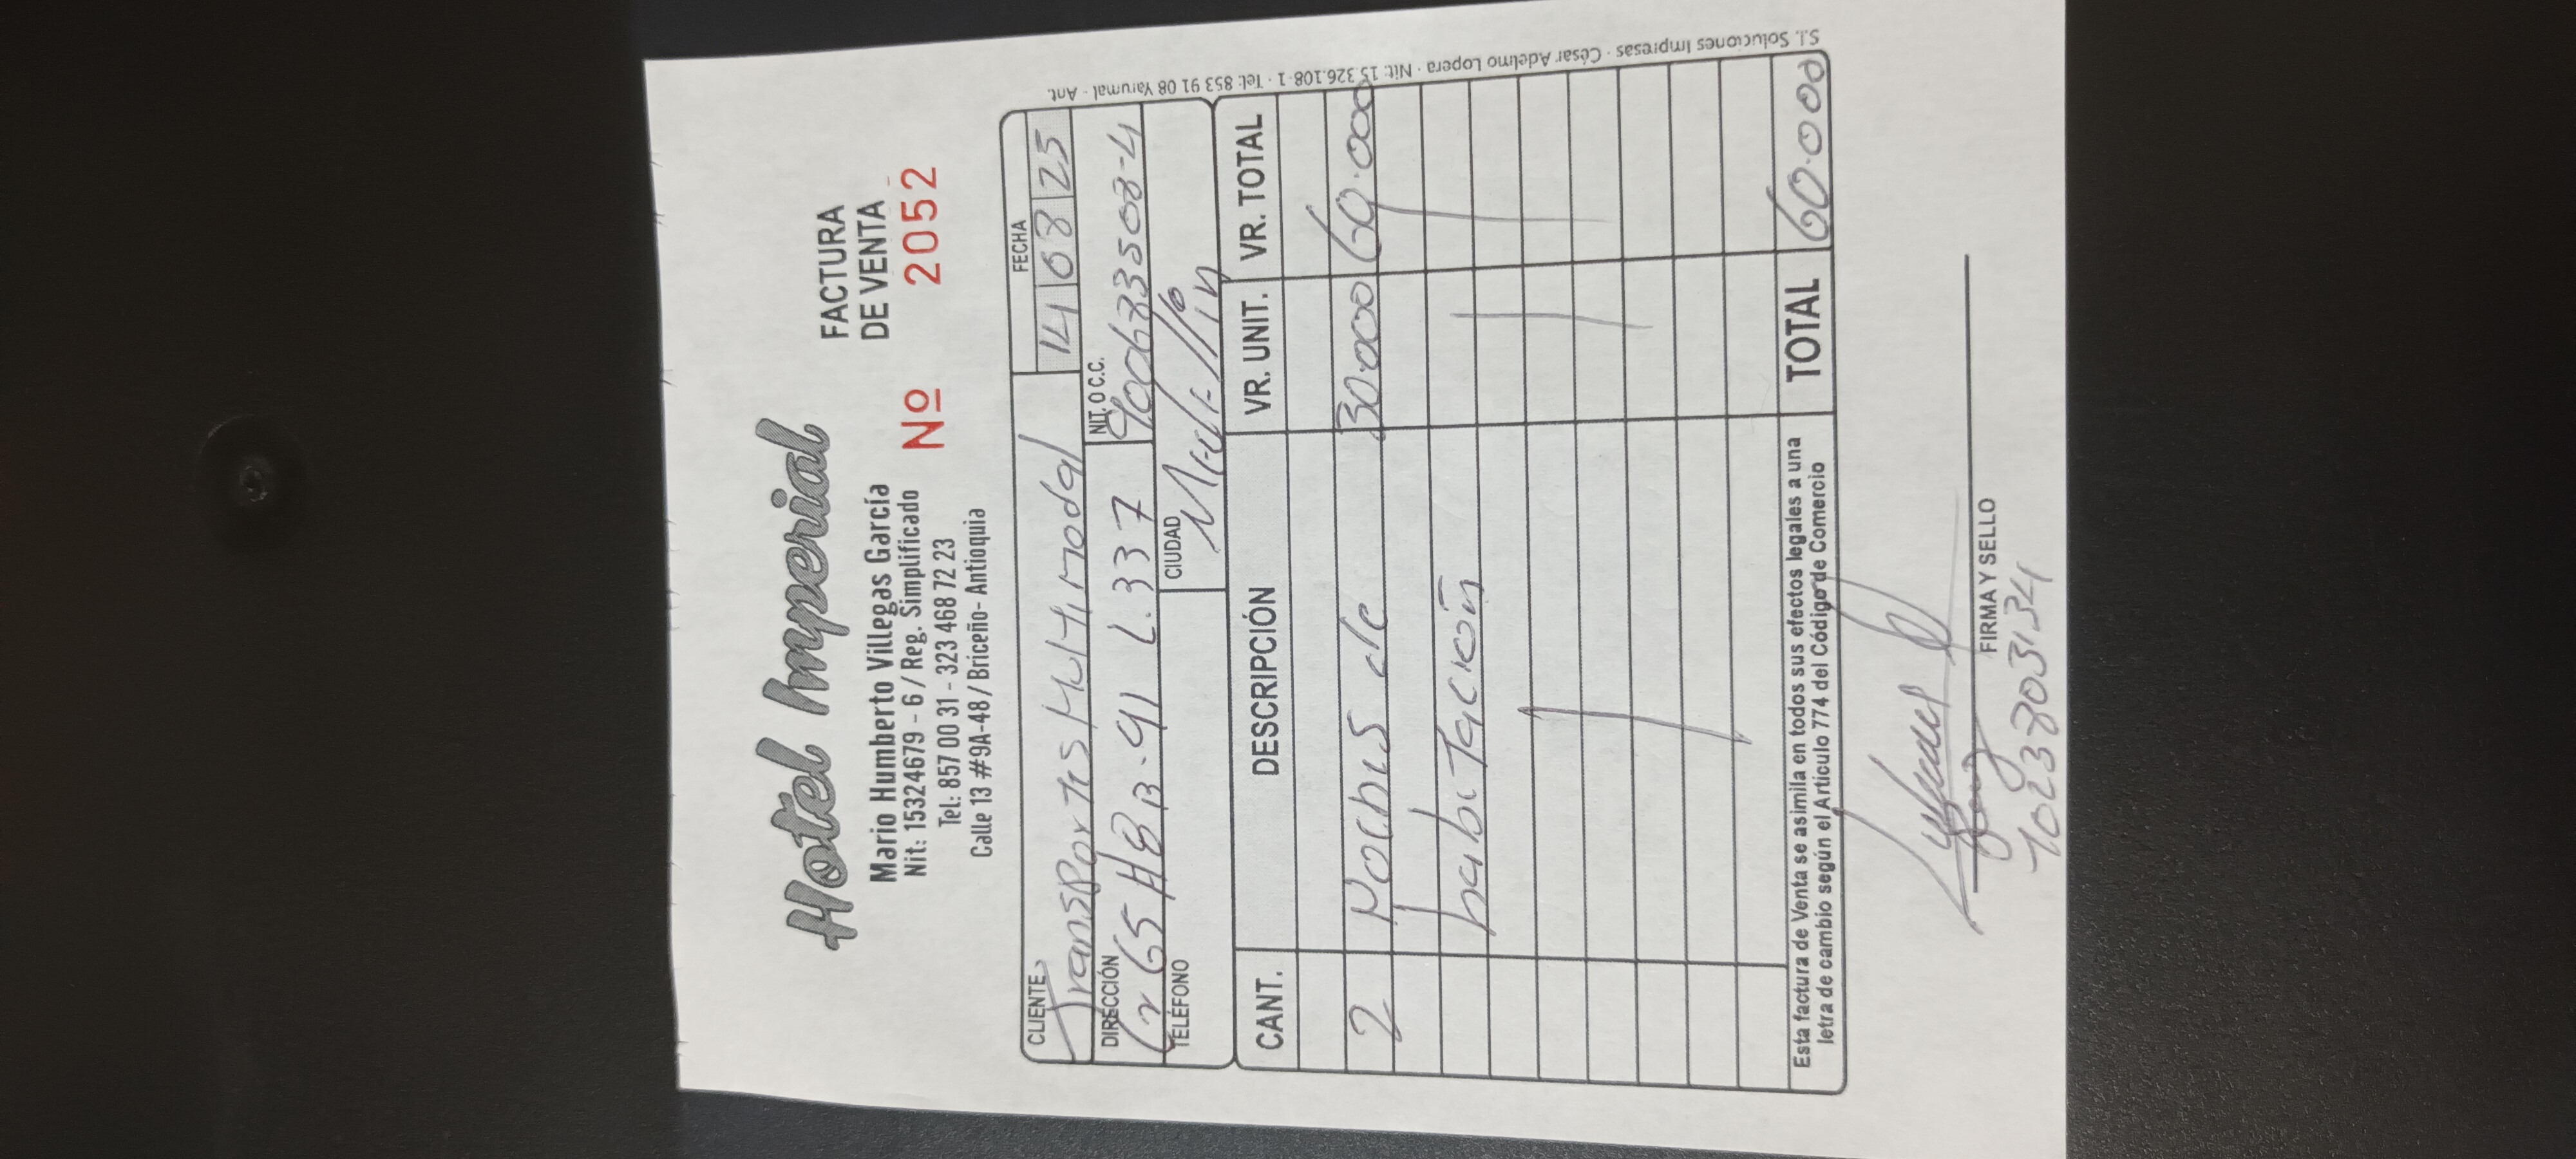 Hotel Imperial
FACTURA
DE VENTA
Mario Humberto Villegas García
Nit: 15324679 - 6 / Reg. Simplificado
Tel: 857 00 31 - 323 468 72 23
Calle 13 #9A-48 / Briceño- Antioquia
Nº 2052
CLIENTE
Transportes Multimodal
FECHA
14 08 25
DIRECCIÓN
Cr 65 #8B-91 L.337
NIT. O C.C.
900683508-4
TELÉFONO
CIUDAD
Medellin
CANT. DESCRIPCIÓN VR. UNIT. VR. TOTAL
2 Noches de 30.000 60.000
habitación
Esta factura de Venta se asimila en todos sus efectos legales a una
letra de cambio según el Artículo 774 del Código de Comercio
TOTAL 60.000
FIRMA Y SELLO
1023803134
S.I. Soluciones Impresas - César Adelmo Lopera - Nit: 15.326.108-1 - Tel: 853 91 08 Yarumal - Ant.